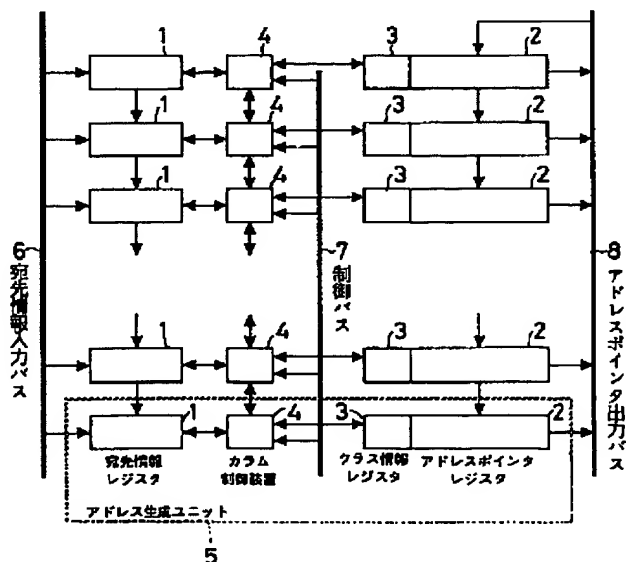 1
4
3
2
1
4
3
2
1
4
3
2
6 宛先情報入力バス
7 制御バス
8 アドレスポインタ出力バス
1
4
3
2
1
4
3
2
宛先情報
レジスタ
カラム
制御装置
クラス情報
レジスタ
アドレスポインタ
レジスタ
アドレス生成ユニット
5